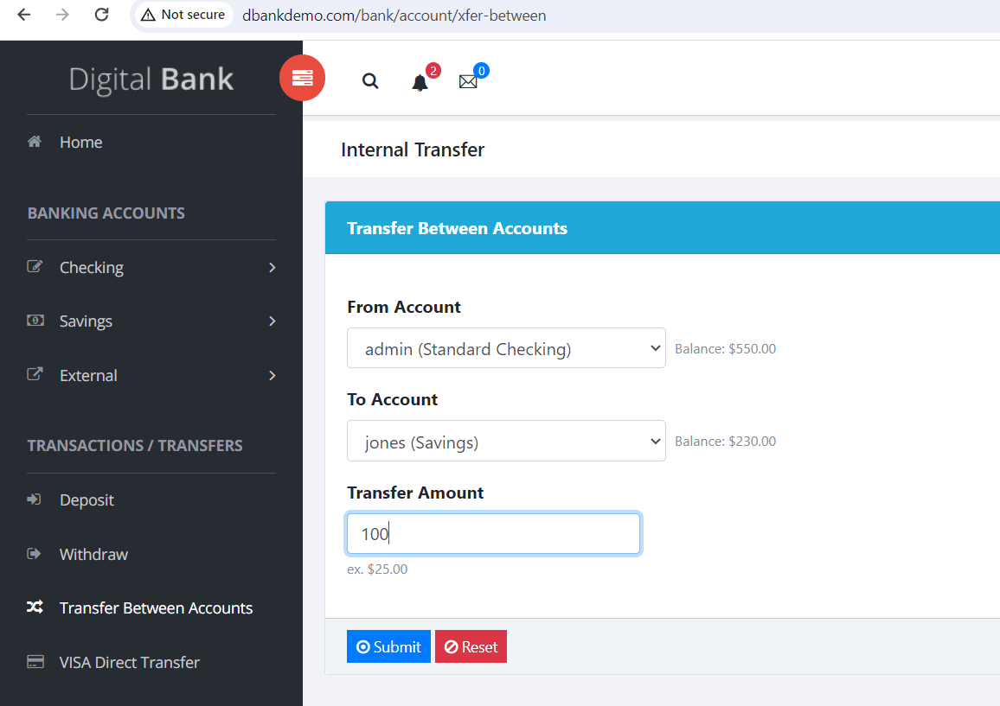 Not secure dbankdemo.com/bank/account/xfer-between
Digital Bank
2
0
Home
BANKING ACCOUNTS
Checking
Savings
External
TRANSACTIONS / TRANSFERS
Deposit
Withdraw
Transfer Between Accounts
VISA Direct Transfer
Internal Transfer
Transfer Between Accounts
From Account
admin (Standard Checking) Balance: $550.00
To Account
jones (Savings) Balance: $230.00
Transfer Amount
100
ex. $25.00
Submit Reset